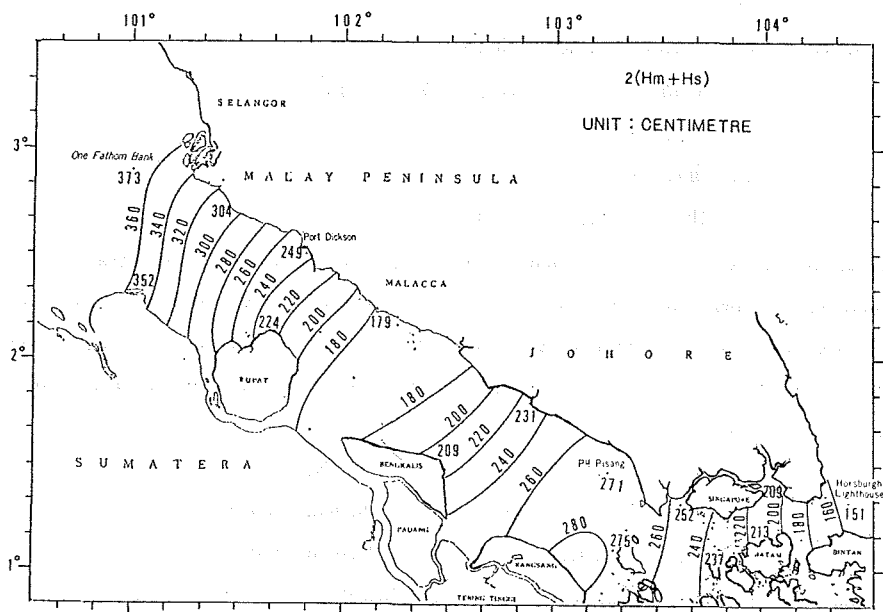 101°
102°
103°
104°
2(Hm+Hs)
UNIT : CENTIMETRE
SELANGOR
3°
One Fathom Bank
373
MALAY PENINSULA
360
340
320
304
300
280
260
249
Port Dickson
240
220
352
224
200
180
MALACCA
179
2°
RUPAT
JOHORE
180
200
231
220
209
240
260
SUMATERA
BENGKALIS
Plf Pisang
271
PADANG
280
275
RANGSANG
TEBING TINGGI
1°
SINGAPORE
252
209
Horsburgh
Lighthouse
151
260
240
220
200
180
160
213
237
BATAM
BINTAN